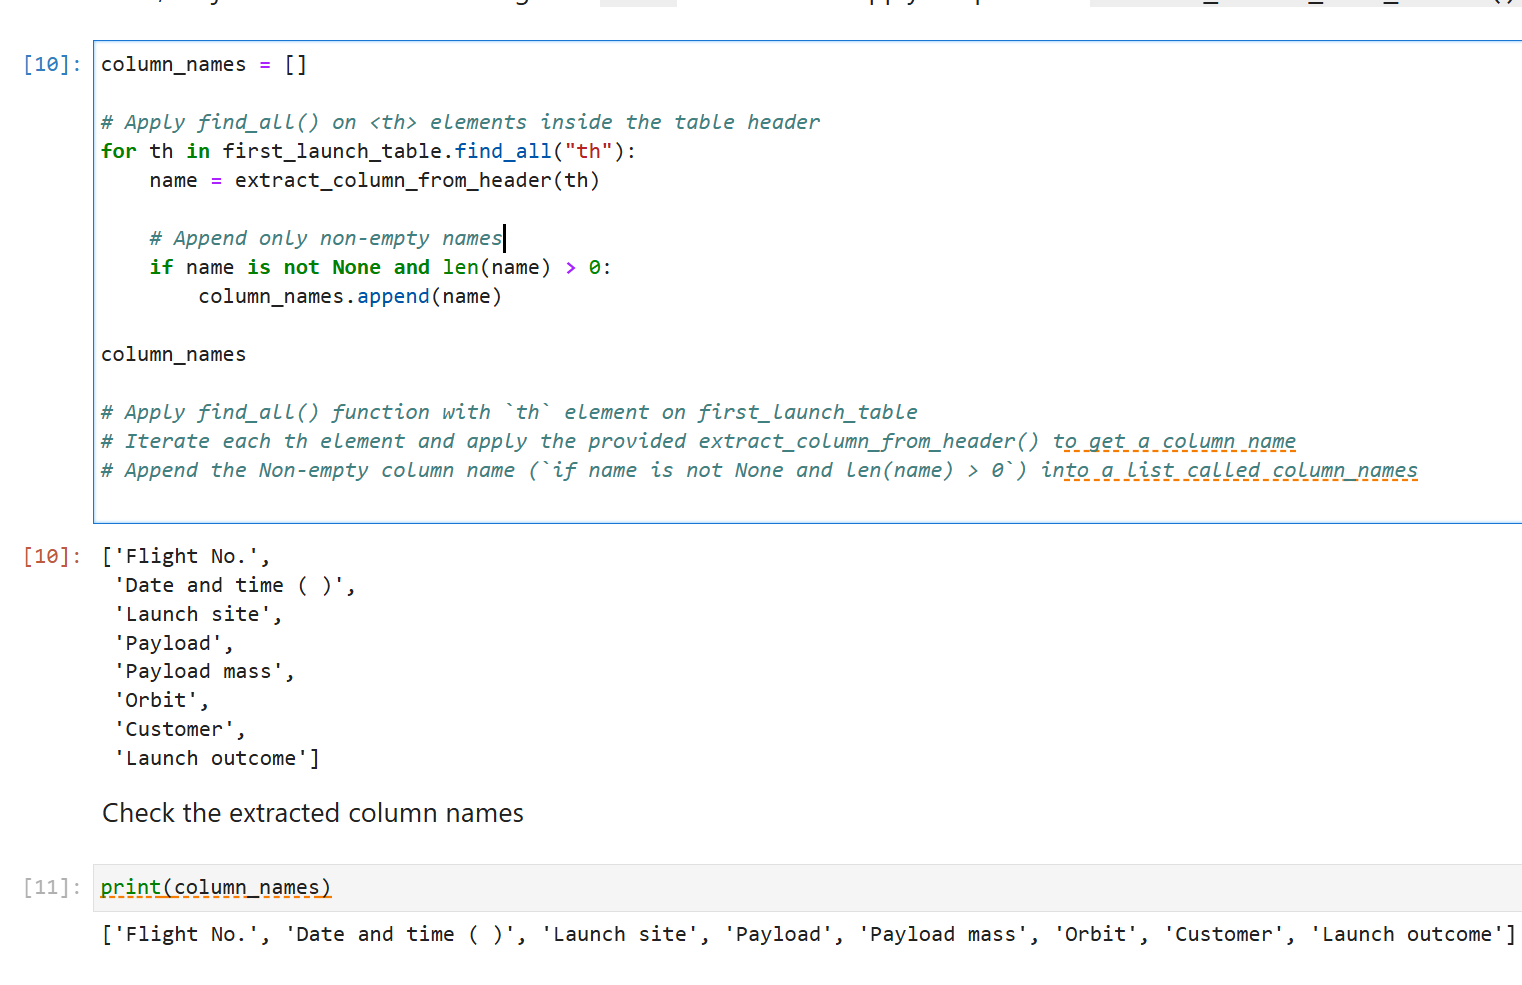 [10]: column_names = []
# Apply find_all() on <th> elements inside the table header
for th in first_launch_table.find_all("th"):
    name = extract_column_from_header(th)
    # Append only non-empty names
    if name is not None and len(name) > 0:
        column_names.append(name)
column_names
# Apply find_all() function with `th` element on first_launch_table
# Iterate each th element and apply the provided extract_column_from_header() to get a column name
# Append the Non-empty column name (`if name is not None and len(name) > 0`) into a list called column_names
[10]: ['Flight No.',
 'Date and time ( )',
 'Launch site',
 'Payload',
 'Payload mass',
 'Orbit',
 'Customer',
 'Launch outcome']
Check the extracted column names
[11]: print(column_names)
['Flight No.', 'Date and time ( )', 'Launch site', 'Payload', 'Payload mass', 'Orbit', 'Customer', 'Launch outcome']